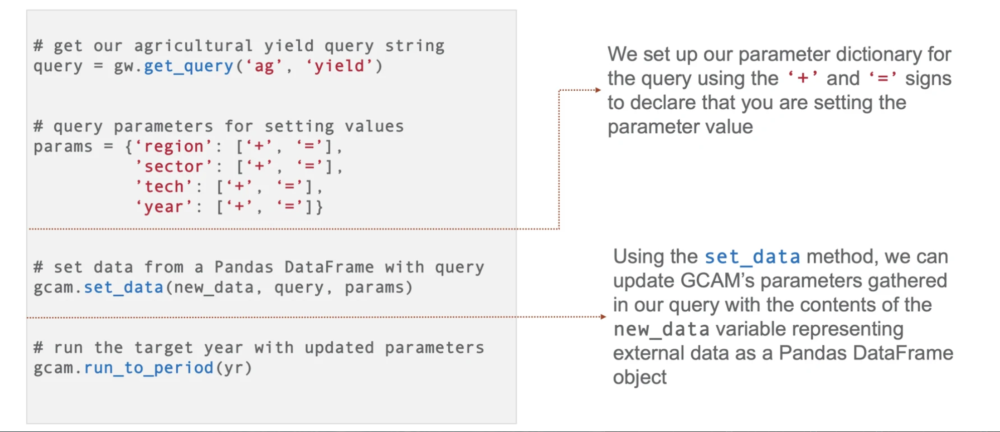 # get our agricultural yield query string
query = gw.get_query(‘ag’, ‘yield’)
# query parameters for setting values
params = {‘region’: [‘+’, ‘=’],
’sector’: [‘+’, ‘=’],
’tech’: [‘+’, ‘=’],
‘year’: [‘+’, ‘=’]}
# set data from a Pandas DataFrame with query
gcam.set_data(new_data, query, params)
# run the target year with updated parameters
gcam.run_to_period(yr)
We set up our parameter dictionary for
the query using the ‘+’ and ‘=’ signs
to declare that you are setting the
parameter value
Using the set_data method, we can
update GCAM’s parameters gathered
in our query with the contents of the
new_data variable representing
external data as a Pandas DataFrame
object